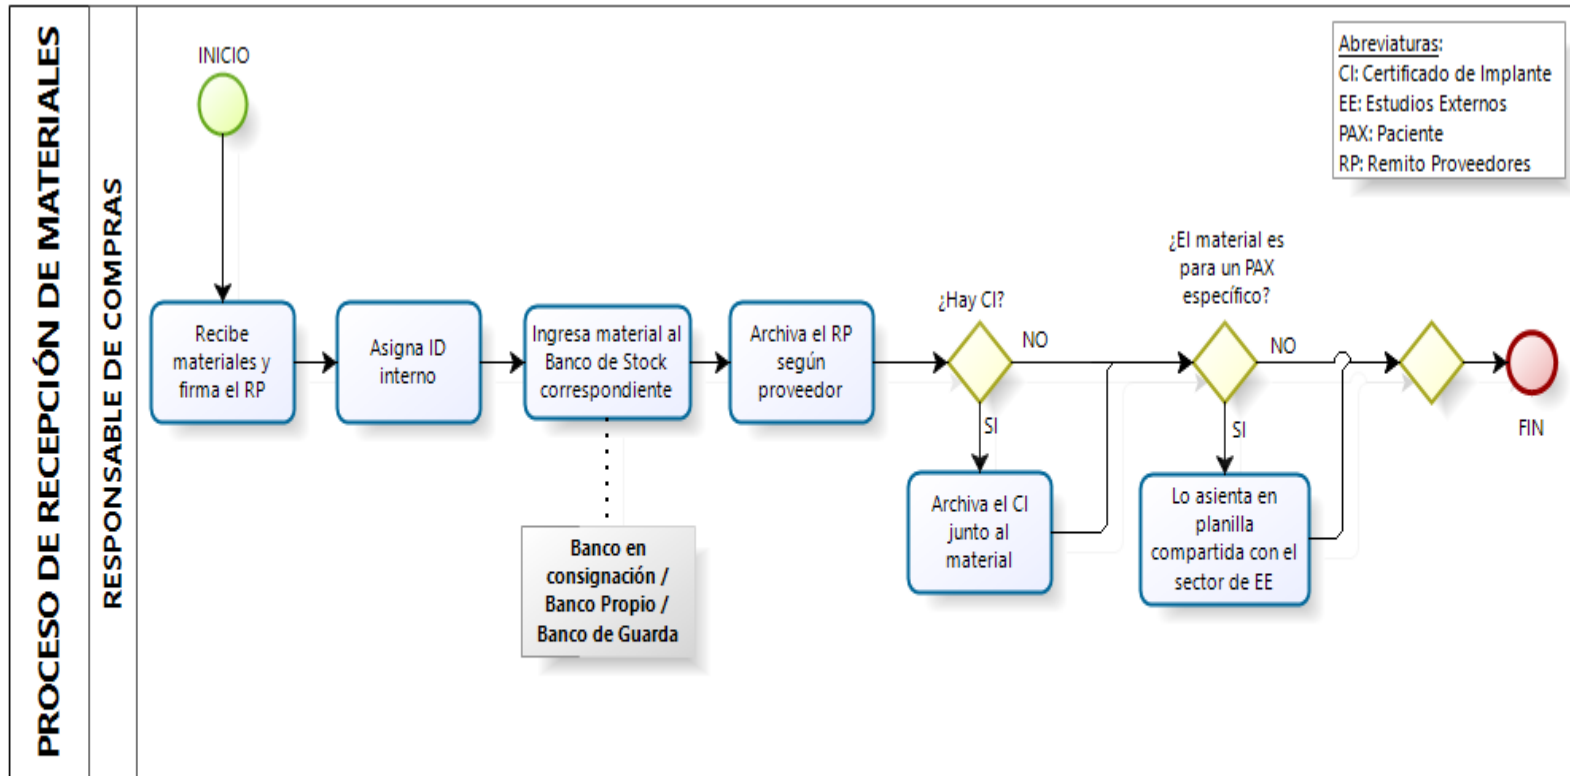 PROCESO DE RECEPCIÓN DE MATERIALES
RESPONSABLE DE COMPRAS
INICIO
Abreviaturas:
CI: Certificado de Implante
EE: Estudios Externos
PAX: Paciente
RP: Remito Proveedores
Recibe
materiales y
firma el RP
Asigna ID
interno
Ingresa material al
Banco de Stock
correspondiente
Archiva el RP
según
proveedor
¿Hay CI?
NO
SI
¿El material es
para un PAX
específico?
NO
SI
FIN
Archiva el CI
junto al
material
Lo asienta en
planilla
compartida con el
sector de EE
Banco en
consignación /
Banco Propio /
Banco de Guarda